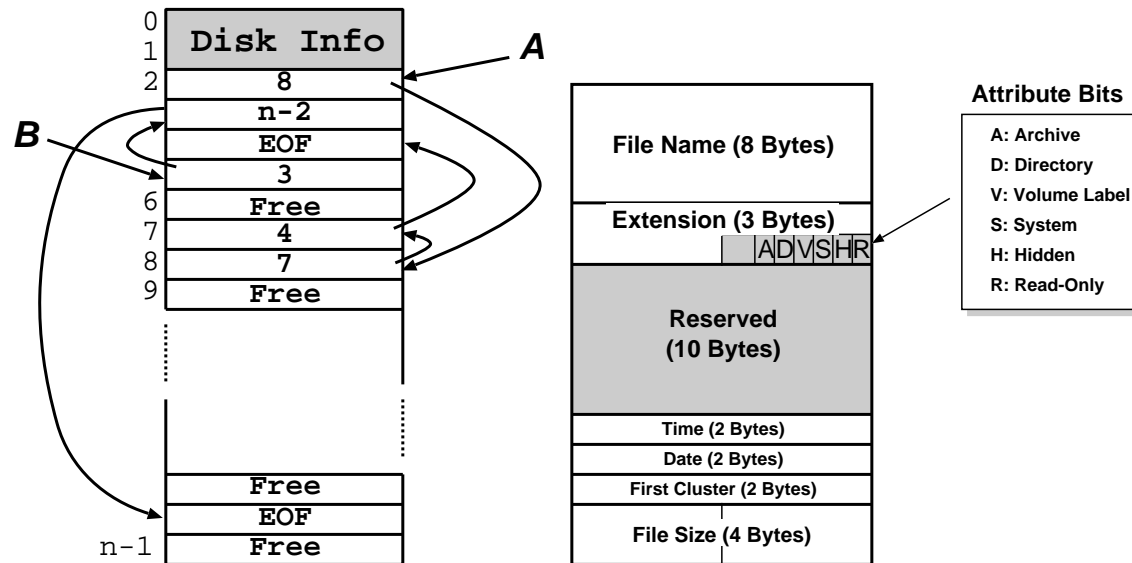 0
1
Disk Info
A
2
8
n-2
B
EOF
3
6
Free
7
4
8
7
9
Free
Free
EOF
n-1
Free
File Name (8 Bytes)
Extension (3 Bytes)
A D V S H R
Reserved
(10 Bytes)
Time (2 Bytes)
Date (2 Bytes)
First Cluster (2 Bytes)
File Size (4 Bytes)
Attribute Bits
A: Archive
D: Directory
V: Volume Label
S: System
H: Hidden
R: Read-Only